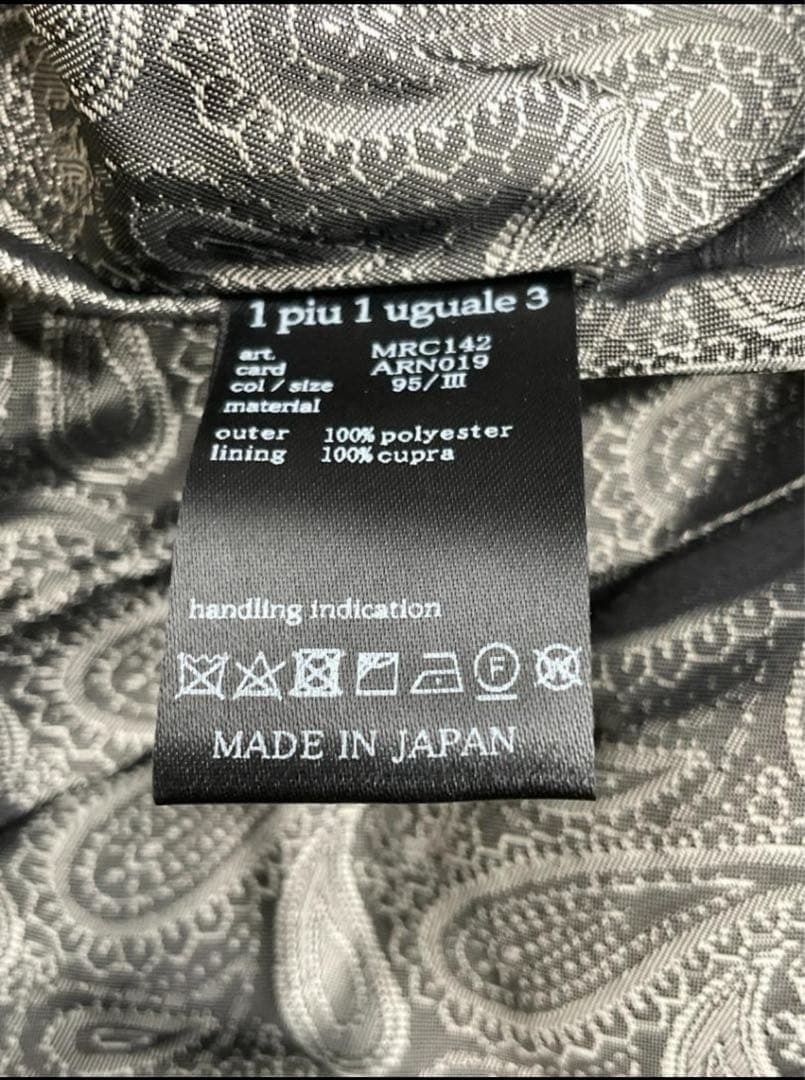 1 piu 1 uguale 3
art. MRC142
card ARN019
col / size 95/III
material
outer 100% polyester
lining 100% cupra
handling indication
F W
MADE IN JAPAN